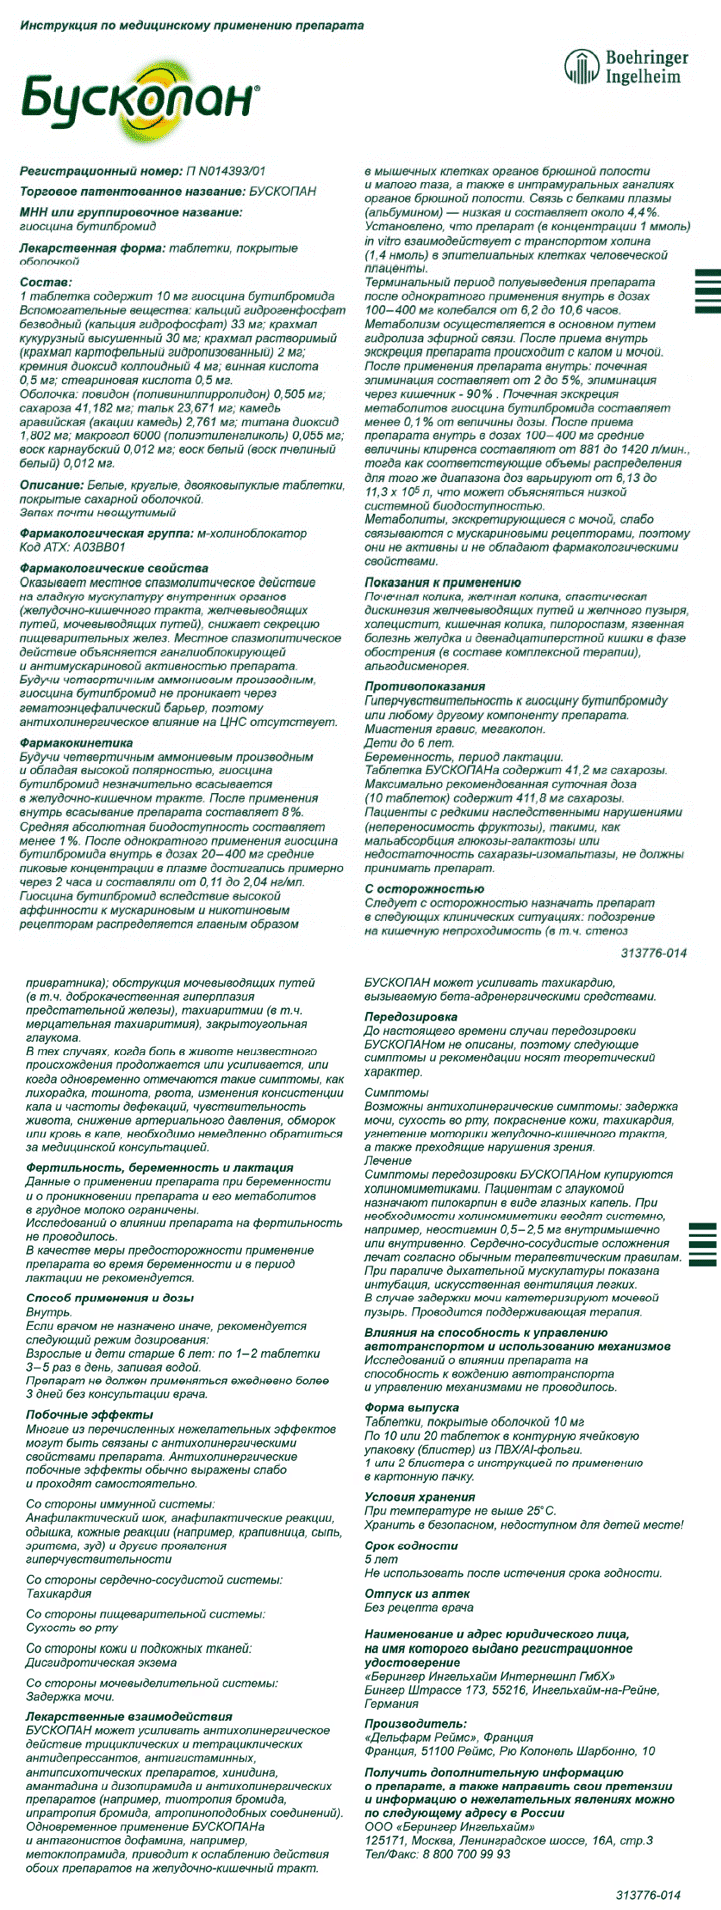 Инструкция по медицинскому применению препарата
Бускопан®
Boehringer
Ingelheim
Регистрационный номер: П N014393/01
Торговое патентованное название: БУСКОПАН
МНН или группировочное название:
гиосцина бутилбромид
Лекарственная форма: таблетки, покрытые
оболочкой
Состав:
1 таблетка содержит 10 мг гиосцина бутилбромида
Вспомогательные вещества: кальций гидрогенфосфат
безводный (кальция гидрофосфат) 33 мг; крахмал
кукурузный высушенный 30 мг; крахмал растворимый
(крахмал картофельный гидролизованный) 2 мг;
кремния диоксид коллоидный 4 мг; винная кислота
0,5 мг; стеариновая кислота 0,5 мг.
Оболочка: повидон (поливинилпирролидон) 0,505 мг;
сахароза 41,182 мг; тальк 23,671 мг; камедь
аравийская (акации камедь) 2,761 мг; титана диоксид
1,802 мг; макрогол 6000 (полиэтиленгликоль) 0,055 мг;
воск карнаубский 0,012 мг; воск белый (воск пчелиный
белый) 0,012 мг.
Описание: Белые, круглые, двояковыпуклые таблетки,
покрытые сахарной оболочкой.
Запах почти неощутимый
Фармакологическая группа: м-холиноблокатор
Код АТХ: A03BB01
Фармакологические свойства
Оказывает местное спазмолитическое действие
на гладкую мускулатуру внутренних органов
(желудочно-кишечного тракта, желчевыводящих
путей, мочевыводящих путей), снижает секрецию
пищеварительных желез. Местное спазмолитическое
действие объясняется ганглиоблокирующей
и антимускариновой активностью препарата.
Будучи четвертичным аммониевым производным,
гиосцина бутилбромид не проникает через
гематоэнцефалический барьер, поэтому
антихолинергическое влияние на ЦНС отсутствует.
Фармакокинетика
Будучи четвертичным аммониевым производным
и обладая высокой полярностью, гиосцина
бутилбромид незначительно всасывается
в желудочно-кишечном тракте. После применения
внутрь всасывание препарата составляет 8%.
Средняя абсолютная биодоступность составляет
менее 1%. После однократного применения гиосцина
бутилбромида внутрь в дозах 20–400 мг средние
пиковые концентрации в плазме достигались примерно
через 2 часа и составляли от 0,11 до 2,04 нг/мл.
Гиосцина бутилбромид вследствие высокой
аффинности к мускариновым и никотиновым
рецепторам распределяется главным образом
в мышечных клетках органов брюшной полости
и малого таза, а также в интрамуральных ганглиях
органов брюшной полости. Связь с белками плазмы
(альбумином) — низкая и составляет около 4,4%.
Установлено, что препарат (в концентрации 1 ммоль)
in vitro взаимодействует с транспортом холина
(1,4 нмоль) в эпителиальных клетках человеческой
плаценты.
Терминальный период полувыведения препарата
после однократного применения внутрь в дозах
100–400 мг колебался от 6,2 до 10,6 часов.
Метаболизм осуществляется в основном путем
гидролиза эфирной связи. После приема внутрь
экскреция препарата происходит с калом и мочой.
После применения препарата внутрь: почечная
элиминация составляет от 2 до 5%, элиминация
через кишечник - 90% . Почечная экскреция
метаболитов гиосцина бутилбромида составляет
менее 0,1% от величины дозы. После приема
препарата внутрь в дозах 100–400 мг средние
величины клиренса составляют от 881 до 1420 л/мин.,
тогда как соответствующие объемы распределения
для того же диапазона доз варьируют от 6,13 до
11,3 x 10⁵ л, что может объясняться низкой
системной биодоступностью.
Метаболиты, экскретирующиеся с мочой, слабо
связываются с мускариновыми рецепторами, поэтому
они не активны и не обладают фармакологическими
свойствами.
Показания к применению
Почечная колика, желчная колика, спастическая
дискинезия желчевыводящих путей и желчного пузыря,
холецистит, кишечная колика, пилороспазм, язвенная
болезнь желудка и двенадцатиперстной кишки в фазе
обострения (в составе комплексной терапии),
альгодисменорея.
Противопоказания
Гиперчувствительность к гиосцину бутилбромиду
или любому другому компоненту препарата.
Миастения гравис, мегаколон.
Дети до 6 лет.
Беременность, период лактации.
Таблетка БУСКОПАНа содержит 41,2 мг сахарозы.
Максимально рекомендованная суточная доза
(10 таблеток) содержит 411,8 мг сахарозы.
Пациенты с редкими наследственными нарушениями
(непереносимость фруктозы), такими, как
мальабсорбция глюкозы-галактозы или
недостаточность сахаразы-изомальтазы, не должны
принимать препарат.
С осторожностью
Следует с осторожностью назначать препарат
в следующих клинических ситуациях: подозрение
на кишечную непроходимость (в т.ч. стеноз
313776-014
привратника); обструкция мочевыводящих путей
(в т.ч. доброкачественная гиперплазия
предстательной железы), тахиаритмии (в т.ч.
мерцательная тахиаритмия), закрытоугольная
глаукома.
В тех случаях, когда боль в животе неизвестного
происхождения продолжается или усиливается, или
когда одновременно отмечаются такие симптомы, как
лихорадка, тошнота, рвота, изменения консистенции
кала и частоты дефекаций, чувствительность
живота, снижение артериального давления, обморок
или кровь в кале, необходимо немедленно обратиться
за медицинской консультацией.
Фертильность, беременность и лактация
Данные о применении препарата при беременности
и о проникновении препарата и его метаболитов
в грудное молоко ограничены.
Исследований о влиянии препарата на фертильность
не проводилось.
В качестве меры предосторожности применение
препарата во время беременности и в период
лактации не рекомендуется.
Способ применения и дозы
Внутрь.
Если врачом не назначено иначе, рекомендуется
следующий режим дозирования:
Взрослые и дети старше 6 лет: по 1–2 таблетки
3–5 раз в день, запивая водой.
Препарат не должен применяться ежедневно более
3 дней без консультации врача.
Побочные эффекты
Многие из перечисленных нежелательных эффектов
могут быть связаны с антихолинергическими
свойствами препарата. Антихолинергические
побочные эффекты обычно выражены слабо
и проходят самостоятельно.
Со стороны иммунной системы:
Анафилактический шок, анафилактические реакции,
одышка, кожные реакции (например, крапивница, сыпь,
эритема, зуд) и другие проявления
гиперчувствительности
Со стороны сердечно-сосудистой системы:
Тахикардия
Со стороны пищеварительной системы:
Сухость во рту
Со стороны кожи и подкожных тканей:
Дисгидротическая экзема
Со стороны мочевыделительной системы:
Задержка мочи.
Лекарственные взаимодействия
БУСКОПАН может усиливать антихолинергическое
действие трициклических и тетрациклических
антидепрессантов, антигистаминных,
антипсихотических препаратов, хинидина,
амантадина и дизопирамида и антихолинергических
препаратов (например, тиотропия бромида,
ипратропия бромида, атропиноподобных соединений).
Одновременное применение БУСКОПАНа
и антагонистов дофамина, например,
метоклопрамида, приводит к ослаблению действия
обоих препаратов на желудочно-кишечный тракт.
БУСКОПАН может усиливать тахикардию,
вызываемую бета-адренергическими средствами.
Передозировка
До настоящего времени случаи передозировки
БУСКОПАНом не описаны, поэтому следующие
симптомы и рекомендации носят теоретический
характер.
Симптомы
Возможны антихолинергические симптомы: задержка
мочи, сухость во рту, покраснение кожи, тахикардия,
угнетение моторики желудочно-кишечного тракта,
а также преходящие нарушения зрения.
Лечение
Симптомы передозировки БУСКОПАНом купируются
холиномиметиками. Пациентам с глаукомой
назначают пилокарпин в виде глазных капель. При
необходимости холиномиметики вводят системно,
например, неостигмин 0,5–2,5 мг внутримышечно
или внутривенно. Сердечно-сосудистые осложнения
лечат согласно обычным терапевтическим правилам.
При параличе дыхательной мускулатуры показана
интубация, искусственная вентиляция легких.
В случае задержки мочи катетеризируют мочевой
пузырь. Проводится поддерживающая терапия.
Влияния на способность к управлению
автотранспортом и использованию механизмов
Исследований о влиянии препарата на
способность к вождению автотранспорта
и управлению механизмами не проводилось.
Форма выпуска
Таблетки, покрытые оболочкой 10 мг
По 10 или 20 таблеток в контурную ячейковую
упаковку (блистер) из ПВХ/Al-фольги.
1 или 2 блистера с инструкцией по применению
в картонную пачку.
Условия хранения
При температуре не выше 25°С.
Хранить в безопасном, недоступном для детей месте!
Срок годности
5 лет
Не использовать после истечения срока годности.
Отпуск из аптек
Без рецепта врача
Наименование и адрес юридического лица,
на имя которого выдано регистрационное
удостоверение
«Берингер Ингельхайм Интернешнл ГмбХ»
Бингер Штрассе 173, 55216, Ингельхайм-на-Рейне,
Германия
Производитель:
«Дельфарм Реймс», Франция
Франция, 51100 Реймс, Рю Колонель Шарбонно, 10
Получить дополнительную информацию
о препарате, а также направить свои претензии
и информацию о нежелательных явлениях можно
по следующему адресу в России
ООО «Берингер Ингельхайм»
125171, Москва, Ленинградское шоссе, 16А, стр.3
Тел/Факс: 8 800 700 99 93
313776-014